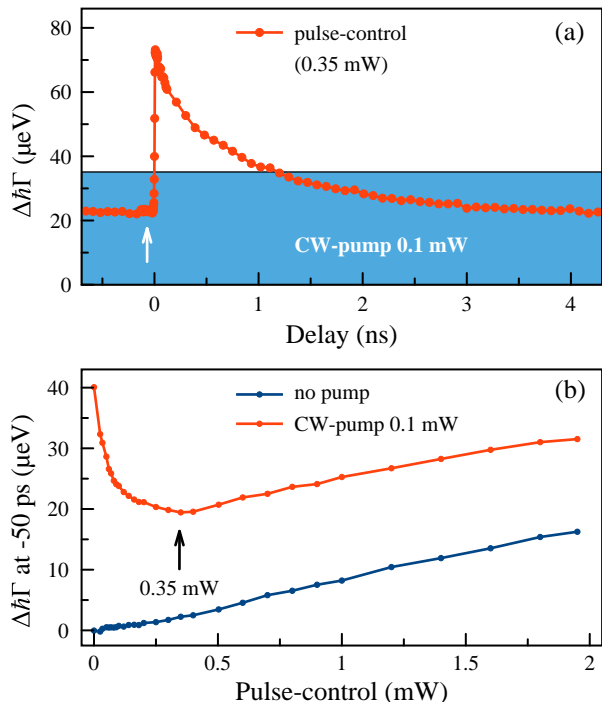 80
60
40
20
0
ΔħΓ (μeV)
pulse-control
(0.35 mW)
(a)
CW-pump 0.1 mW
0 1 2 3 4
Delay (ns)
40
30
20
10
0
ΔħΓ at -50 ps (μeV)
no pump
CW-pump 0.1 mW
(b)
0.35 mW
0 0.5 1 1.5 2
Pulse-control (mW)